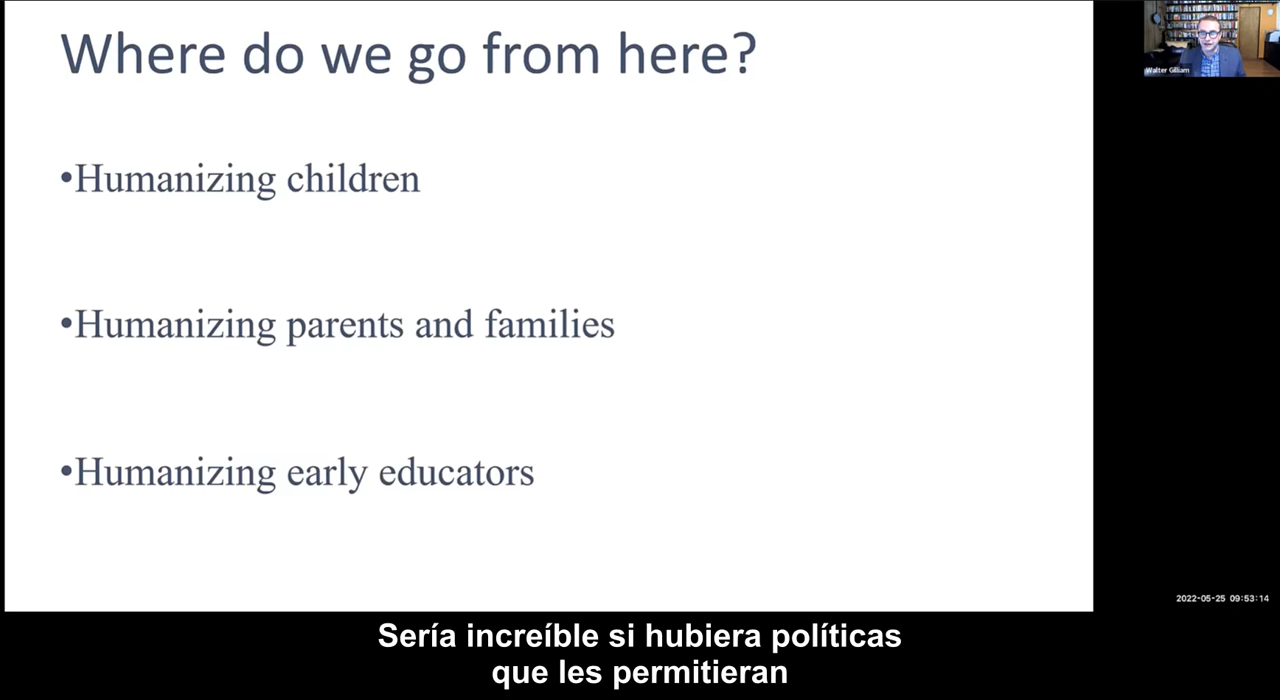 Where do we go from here?
•Humanizing children
•Humanizing parents and families
•Humanizing early educators
Walter Gilliam
2022-05-25 09:53:14
Sería increíble si hubiera políticas
que les permitieran